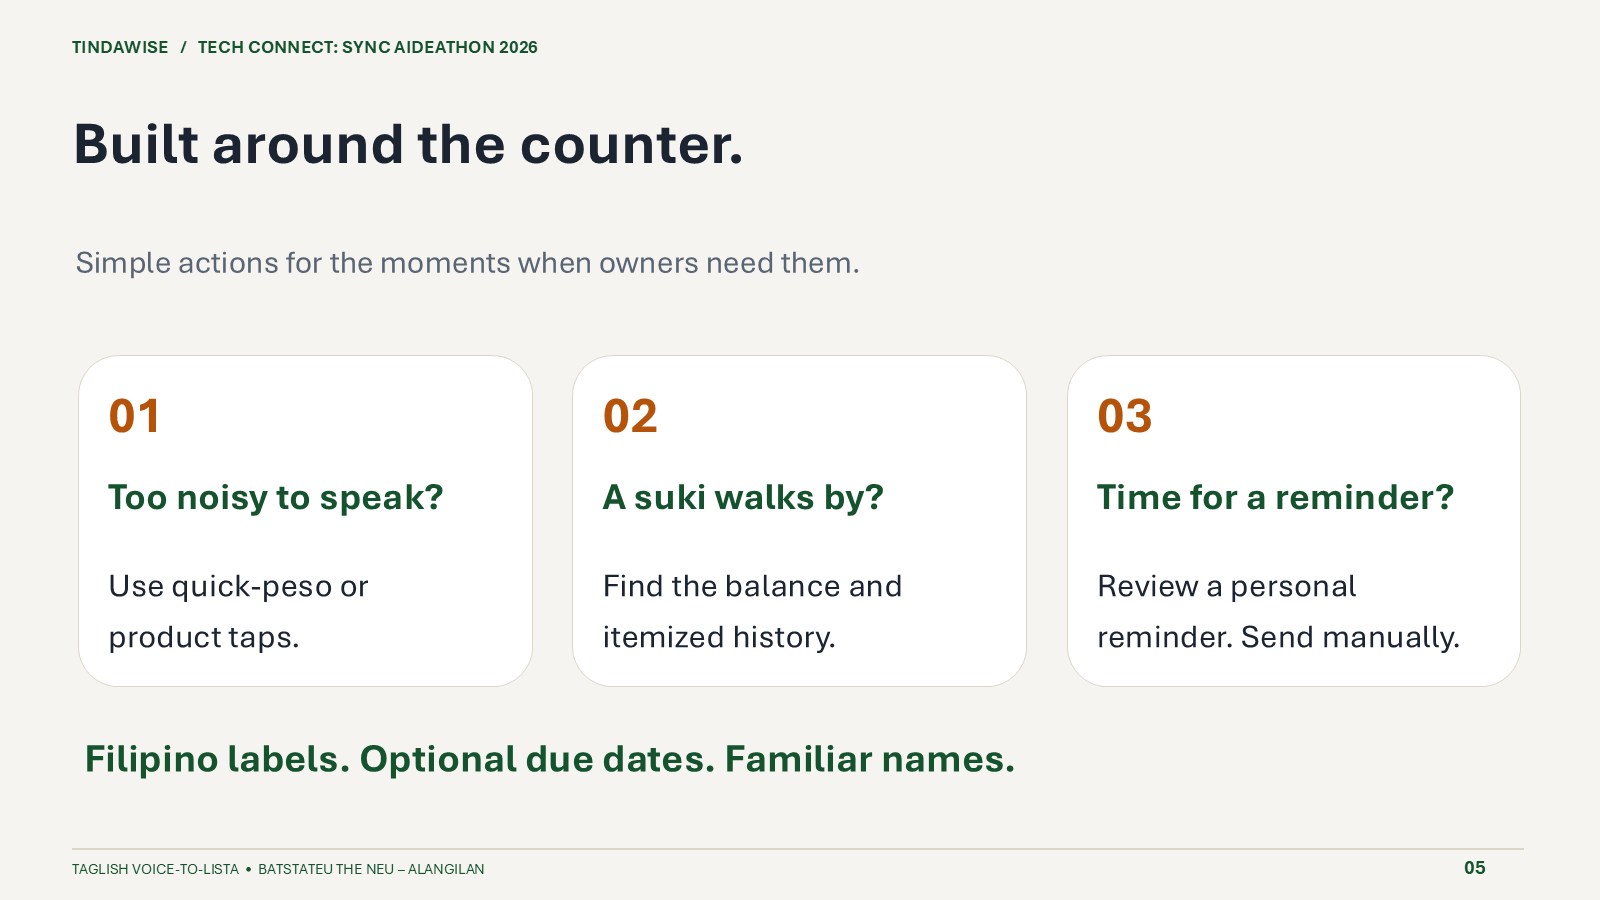 TINDAWISE / TECH CONNECT: SYNC AIDEATHON 2026
Built around the counter.
Simple actions for the moments when owners need them.
01
Too noisy to speak?
Use quick-peso or
product taps.
02
A suki walks by?
Find the balance and
itemized history.
03
Time for a reminder?
Review a personal
reminder. Send manually.
Filipino labels. Optional due dates. Familiar names.
TAGLISH VOICE-TO-LISTA • BATSTATEU THE NEU – ALANGILAN
05